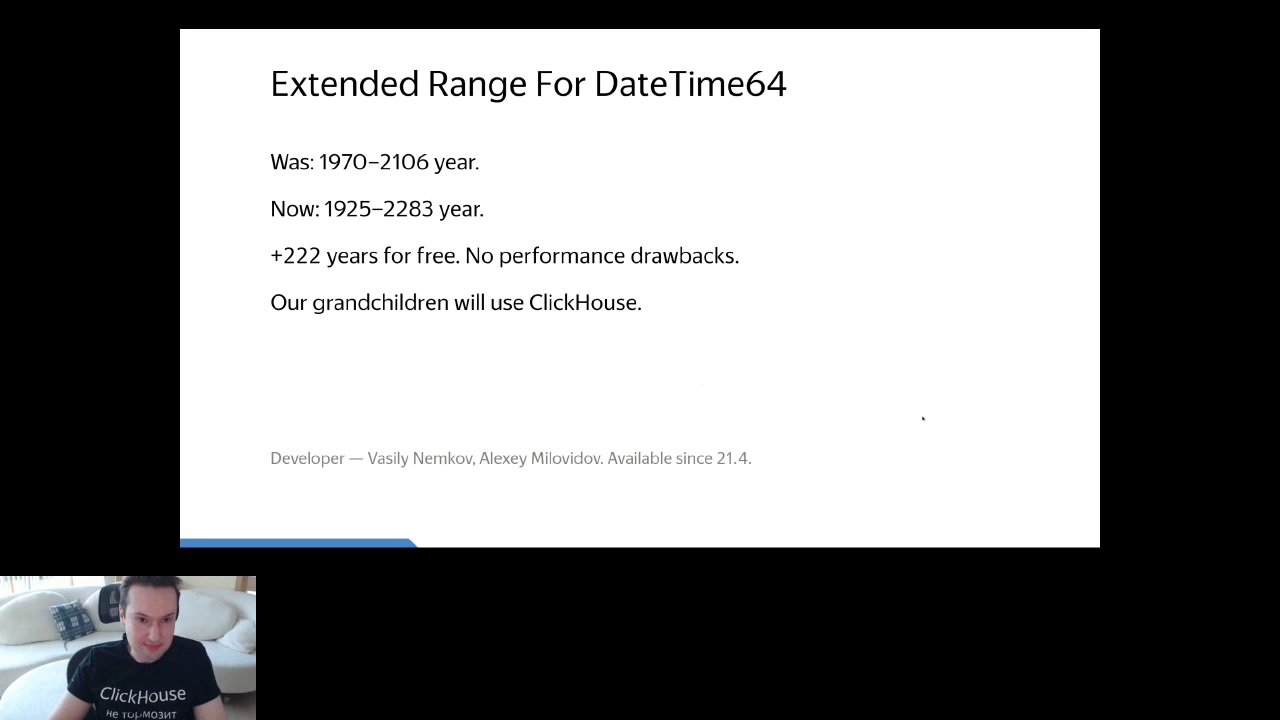 Extended Range For DateTime64
Was: 1970–2106 year.
Now: 1925–2283 year.
+222 years for free. No performance drawbacks.
Our grandchildren will use ClickHouse.
Developer — Vasily Nemkov, Alexey Milovidov. Available since 21.4.
ClickHouse
не тормозит